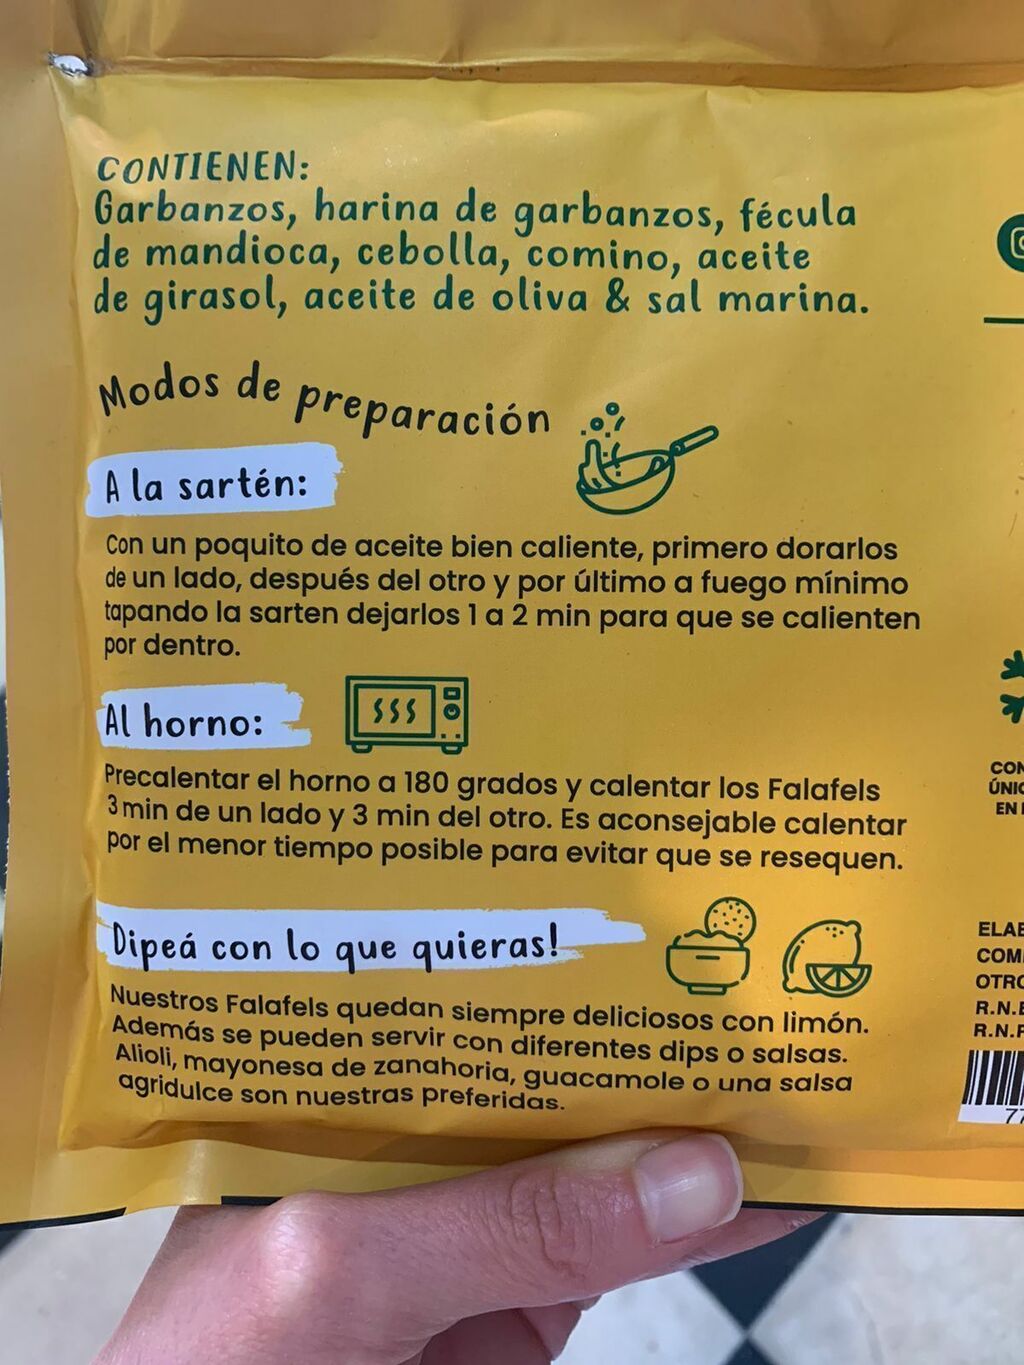 CONTIENEN:
Garbanzos, harina de garbanzos, fécula
de mandioca, cebolla, comino, aceite
de girasol, aceite de oliva & sal marina.
Modos de preparación
A la sartén:
Con un poquito de aceite bien caliente, primero dorarlos
de un lado, después del otro y por último a fuego mínimo
tapando la sarten dejarlos 1 a 2 min para que se calienten
por dentro.
Al horno:
Precalentar el horno a 180 grados y calentar los Falafels
3 min de un lado y 3 min del otro. Es aconsejable calentar
por el menor tiempo posible para evitar que se resequen.
Dipeá con lo que quieras!
Nuestros Falafels quedan siempre deliciosos con limón.
Además se pueden servir con diferentes dips o salsas.
Alioli, mayonesa de zanahoria, guacamole o una salsa
agridulce son nuestras preferidas.
R.N.
R.N.
77